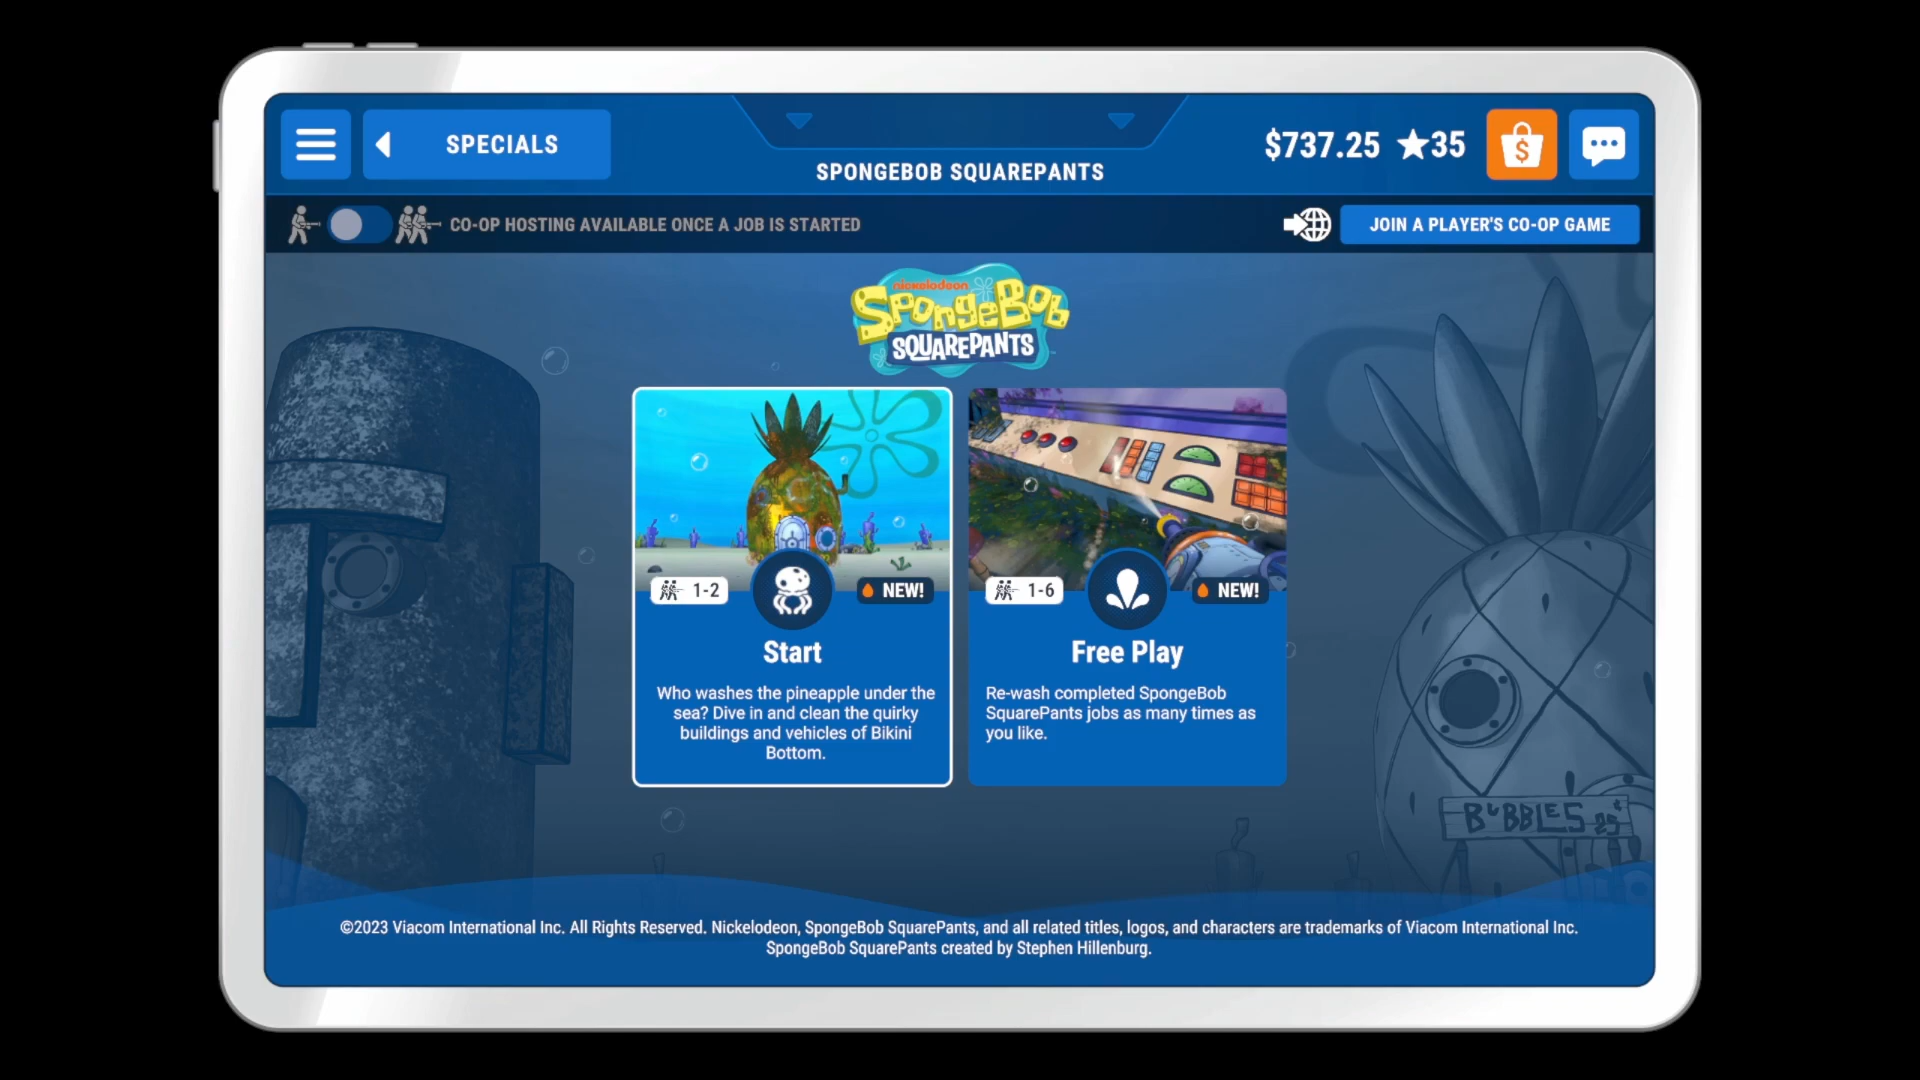 SPECIALS
SPONGEBOB SQUAREPANTS
$737.25 35
$
CO-OP HOSTING AVAILABLE ONCE A JOB IS STARTED
JOIN A PLAYER'S CO-OP GAME
nickelodeon
SpongeBob
SQUAREPANTS
1-2
NEW!
1-6
NEW!
Start
Who washes the pineapple under the
sea? Dive in and clean the quirky
buildings and vehicles of Bikini
Bottom.
Free Play
Re-wash completed SpongeBob
SquarePants jobs as many times as
you like.
BUBBLES 25¢
©2023 Viacom International Inc. All Rights Reserved. Nickelodeon, SpongeBob SquarePants, and all related titles, logos, and characters are trademarks of Viacom International Inc.
SpongeBob SquarePants created by Stephen Hillenburg.